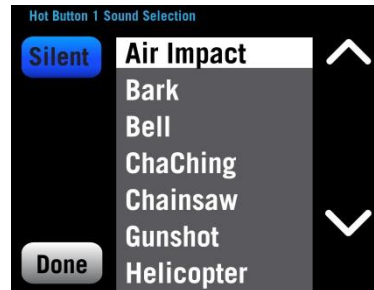 Hot Button 1 Sound Selection
Silent
Air Impact
Bark
Bell
ChaChing
Chainsaw
Gunshot
Helicopter
Done